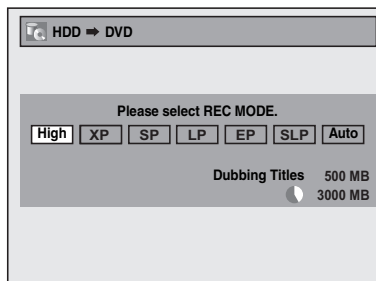 HDD ➡ DVD
Please select REC MODE.
High XP SP LP EP SLP Auto
Dubbing Titles 500 MB
3000 MB